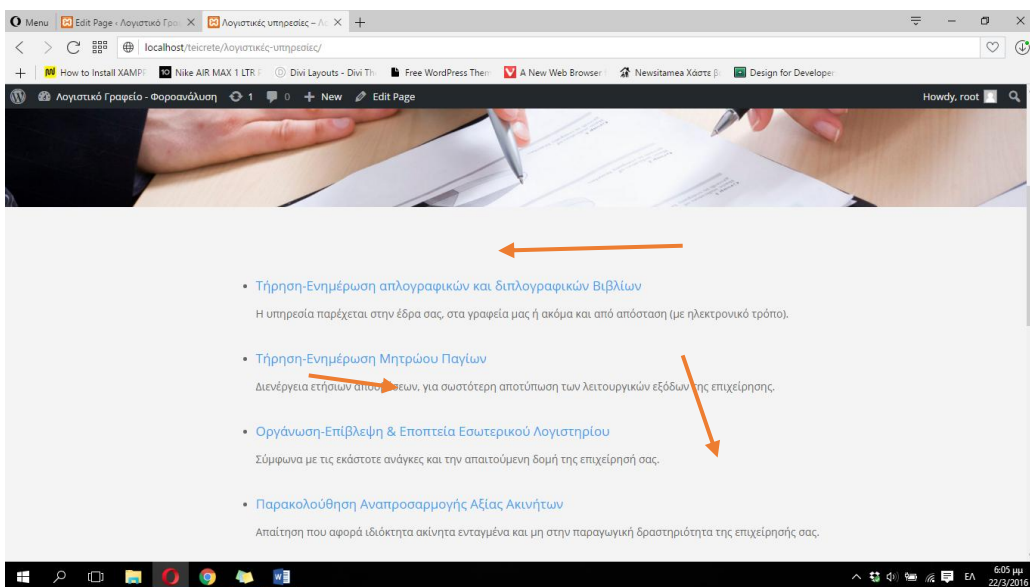 Menu
Edit Page ‹ Λογιστικό Γρα
Λογιστικές υπηρεσίες –
localhost/teicrete/λογιστικές-υπηρεσίες/
How to Install XAMPP
Nike AIR MAX 1 LTR
Divi Layouts - Divi Th
Free WordPress Them
A New Web Browser
Newsitamea Χάστε
Design for Developer
Λογιστικό Γραφείο - Φοροανάλυση
1
0
New
Edit Page
Howdy, root
Τήρηση-Ενημέρωση απλογραφικών και διπλογραφικών Βιβλίων
Η υπηρεσία παρέχεται στην έδρα σας, στα γραφεία μας ή ακόμα και από απόσταση (με ηλεκτρονικό τρόπο).
Τήρηση-Ενημέρωση Μητρώου Παγίων
Διενέργεια ετήσιων για σωστότερη αποτύπωση των λειτουργικών εξόδων της επιχείρησης.
Οργάνωση-Επίβλεψη & Εποπτεία Εσωτερικού Λογιστηρίου
Σύμφωνα με τις εκάστοτε ανάγκες και την απαιτούμενη δομή της επιχείρησή σας.
Παρακολούθηση Αναπροσαρμογής Αξίας Ακινήτων
Απαίτηση που αφορά ιδιόκτητα ακίνητα ενταγμένα και μη στην παραγωγική δραστηριότητα της επιχείρησής σας.
ΕΛ
6:05 μμ
22/3/2016